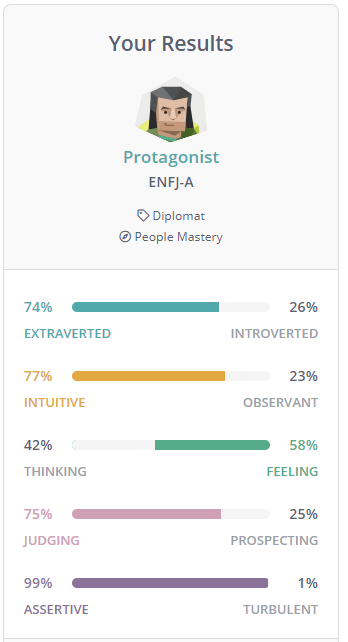 Your Results
Protagonist
ENFJ-A
Diplomat
People Mastery
74% 26%
EXTRAVERTED INTROVERTED
77% 23%
INTUITIVE OBSERVANT
42% 58%
THINKING FEELING
75% 25%
JUDGING PROSPECTING
99% 1%
ASSERTIVE TURBULENT